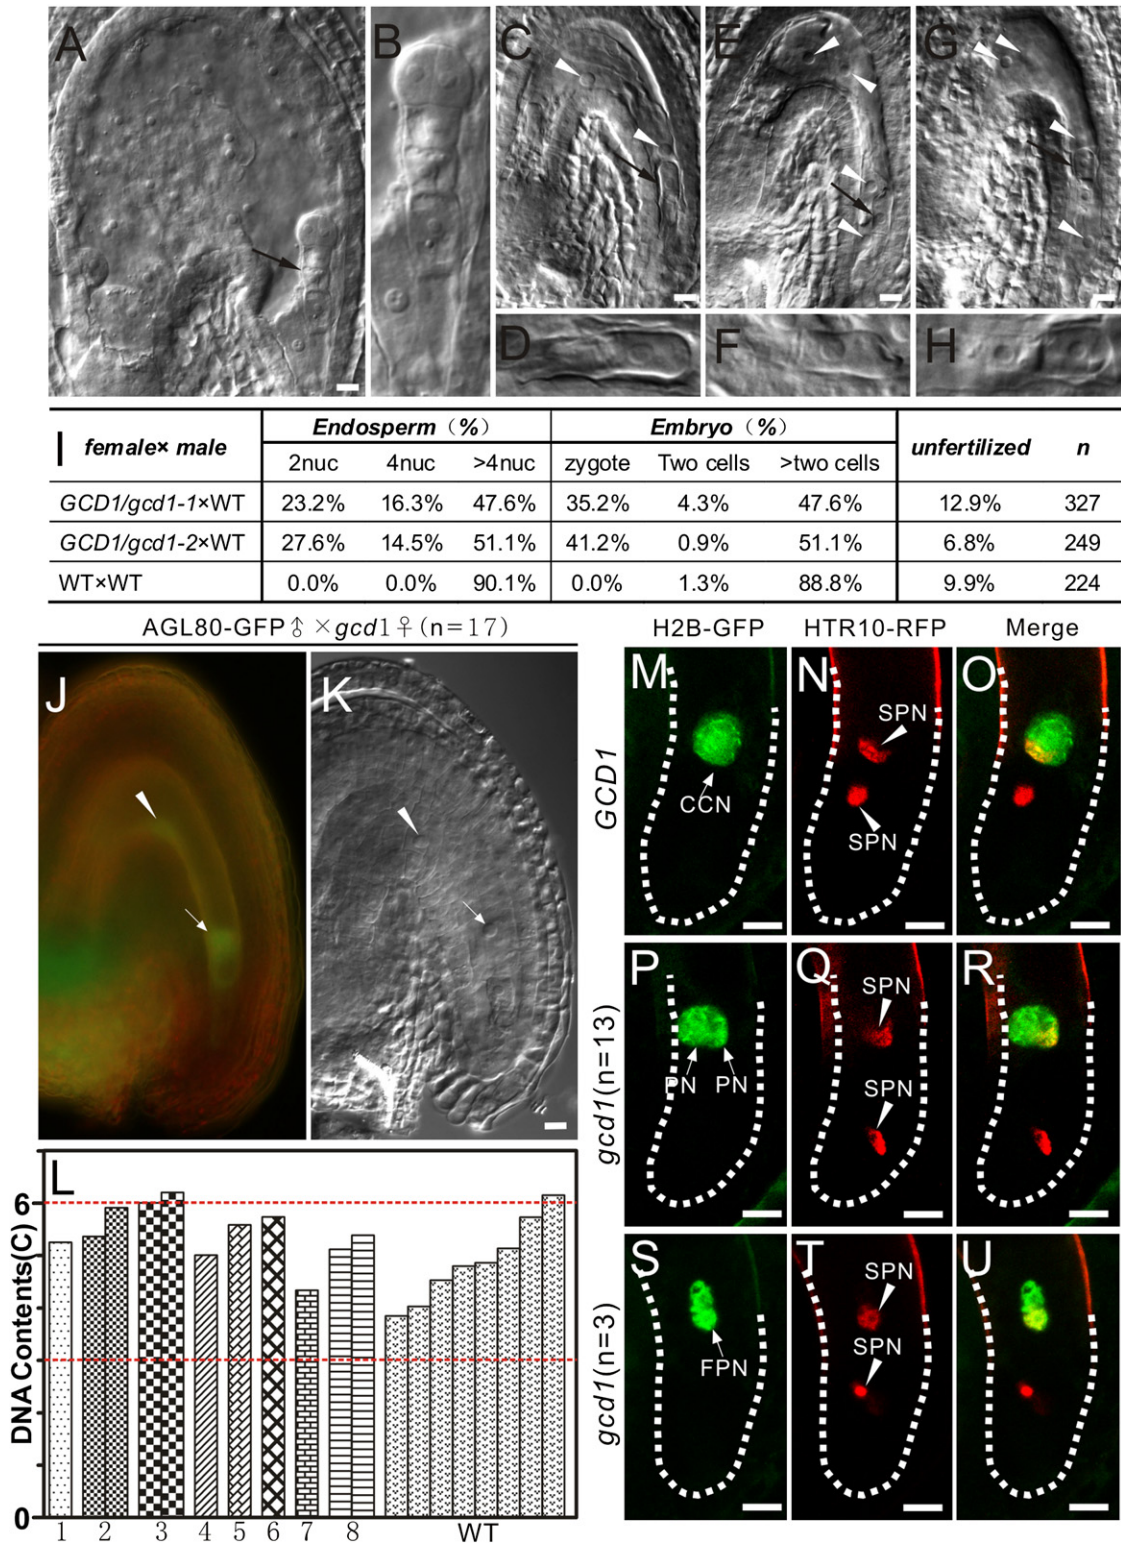 A B C E G
D F H
I female× male Endosperm（%） Embryo（%） unfertilized n
2nuc 4nuc >4nuc zygote Two cells >two cells
GCD1/gcd1-1×WT 23.2% 16.3% 47.6% 35.2% 4.3% 47.6% 12.9% 327
GCD1/gcd1-2×WT 27.6% 14.5% 51.1% 41.2% 0.9% 51.1% 6.8% 249
WT×WT 0.0% 0.0% 90.1% 0.0% 1.3% 88.8% 9.9% 224
AGL80-GFP♂×gcd1♀(n=17)
J K
H2B-GFP HTR10-RFP Merge
GCD1
M N O
SPN
CCN
SPN
gcd1(n=13)
P Q R
SPN
PN PN
SPN
gcd1(n=3)
S T U
SPN
FPN
SPN
L
DNA Contents(C)
6
0
1 2 3 4 5 6 7 8 WT